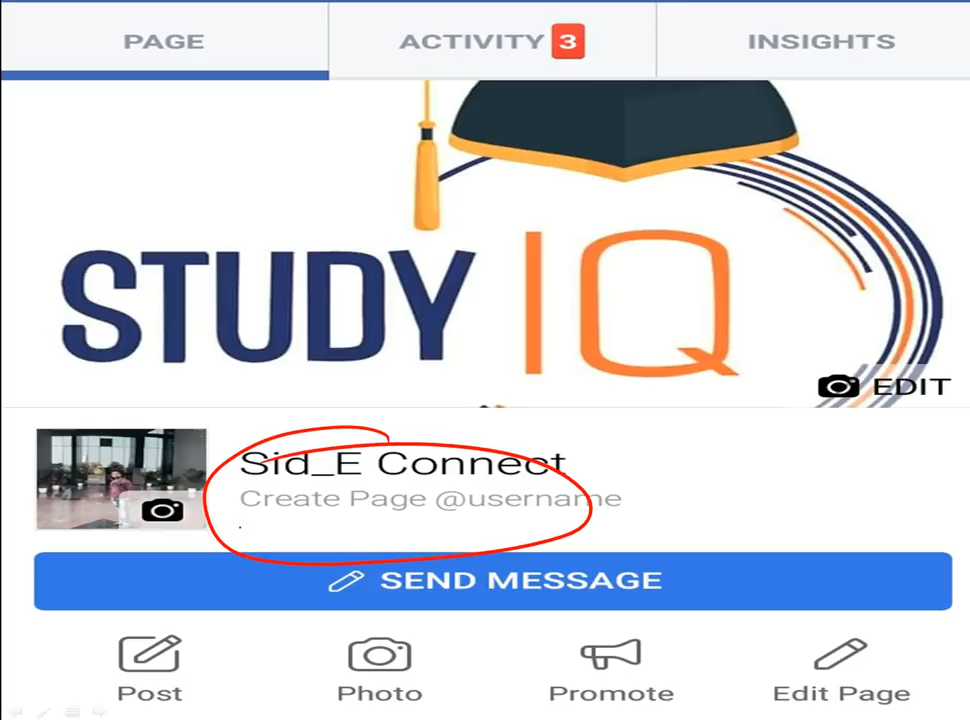 PAGE
ACTIVITY 3
INSIGHTS
STUDY IQ
EDIT
Sid_E Connect
Create Page @username
SEND MESSAGE
Post
Photo
Promote
Edit Page